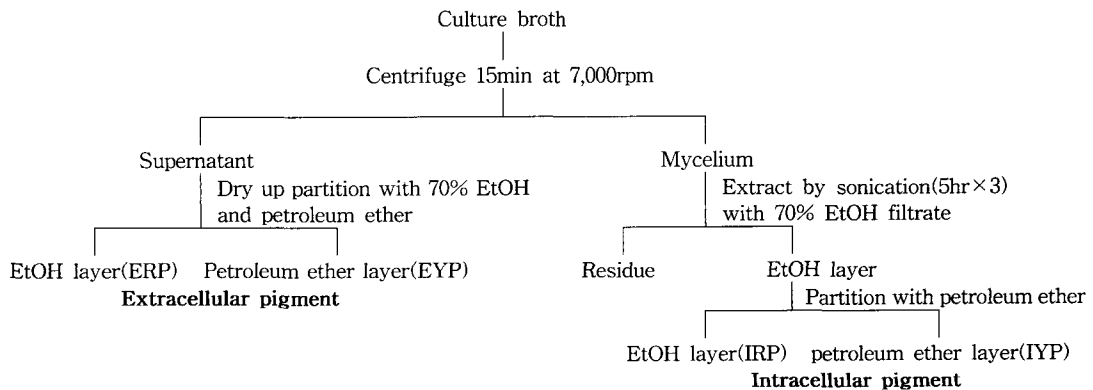 Culture broth
Centrifuge 15min at 7,000rpm
Supernatant
Dry up partition with 70% EtOH
and petroleum ether
EtOH layer(ERP)
Petroleum ether layer(EYP)
Extracellular pigment
Mycelium
Extract by sonication(5hr×3)
with 70% EtOH filtrate
Residue
EtOH layer
Partition with petroleum ether
EtOH layer(IRP)
petroleum ether layer(IYP)
Intracellular pigment